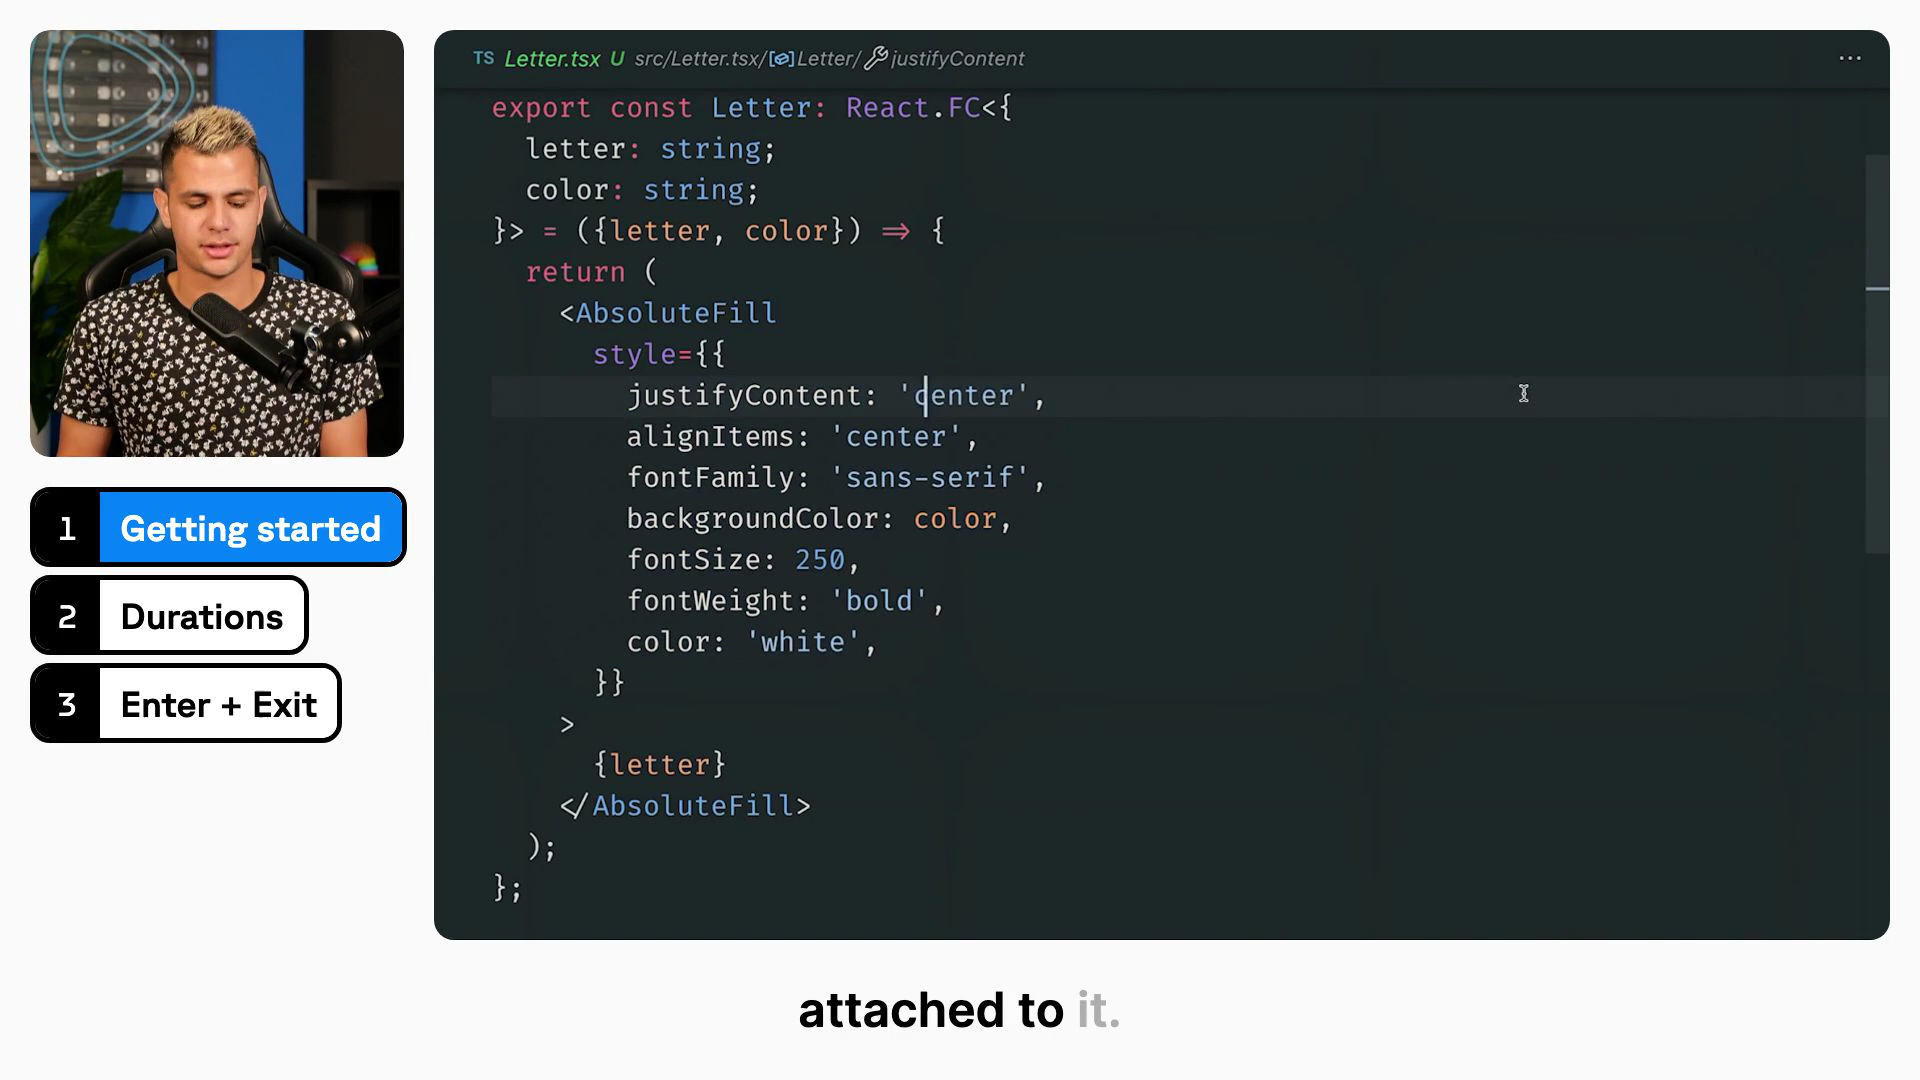 TS Letter.tsx U src/Letter.tsx/Letter/justifyContent
...
export const Letter: React.FC<{
letter: string;
color: string;
}> = ({letter, color}) => {
return (
<AbsoluteFill
style={{
justifyContent: 'center',
alignItems: 'center',
fontFamily: 'sans-serif',
backgroundColor: color,
fontSize: 250,
fontWeight: 'bold',
color: 'white',
}}
>
{letter}
</AbsoluteFill>
);
};
1 Getting started
2 Durations
3 Enter + Exit
attached to it.